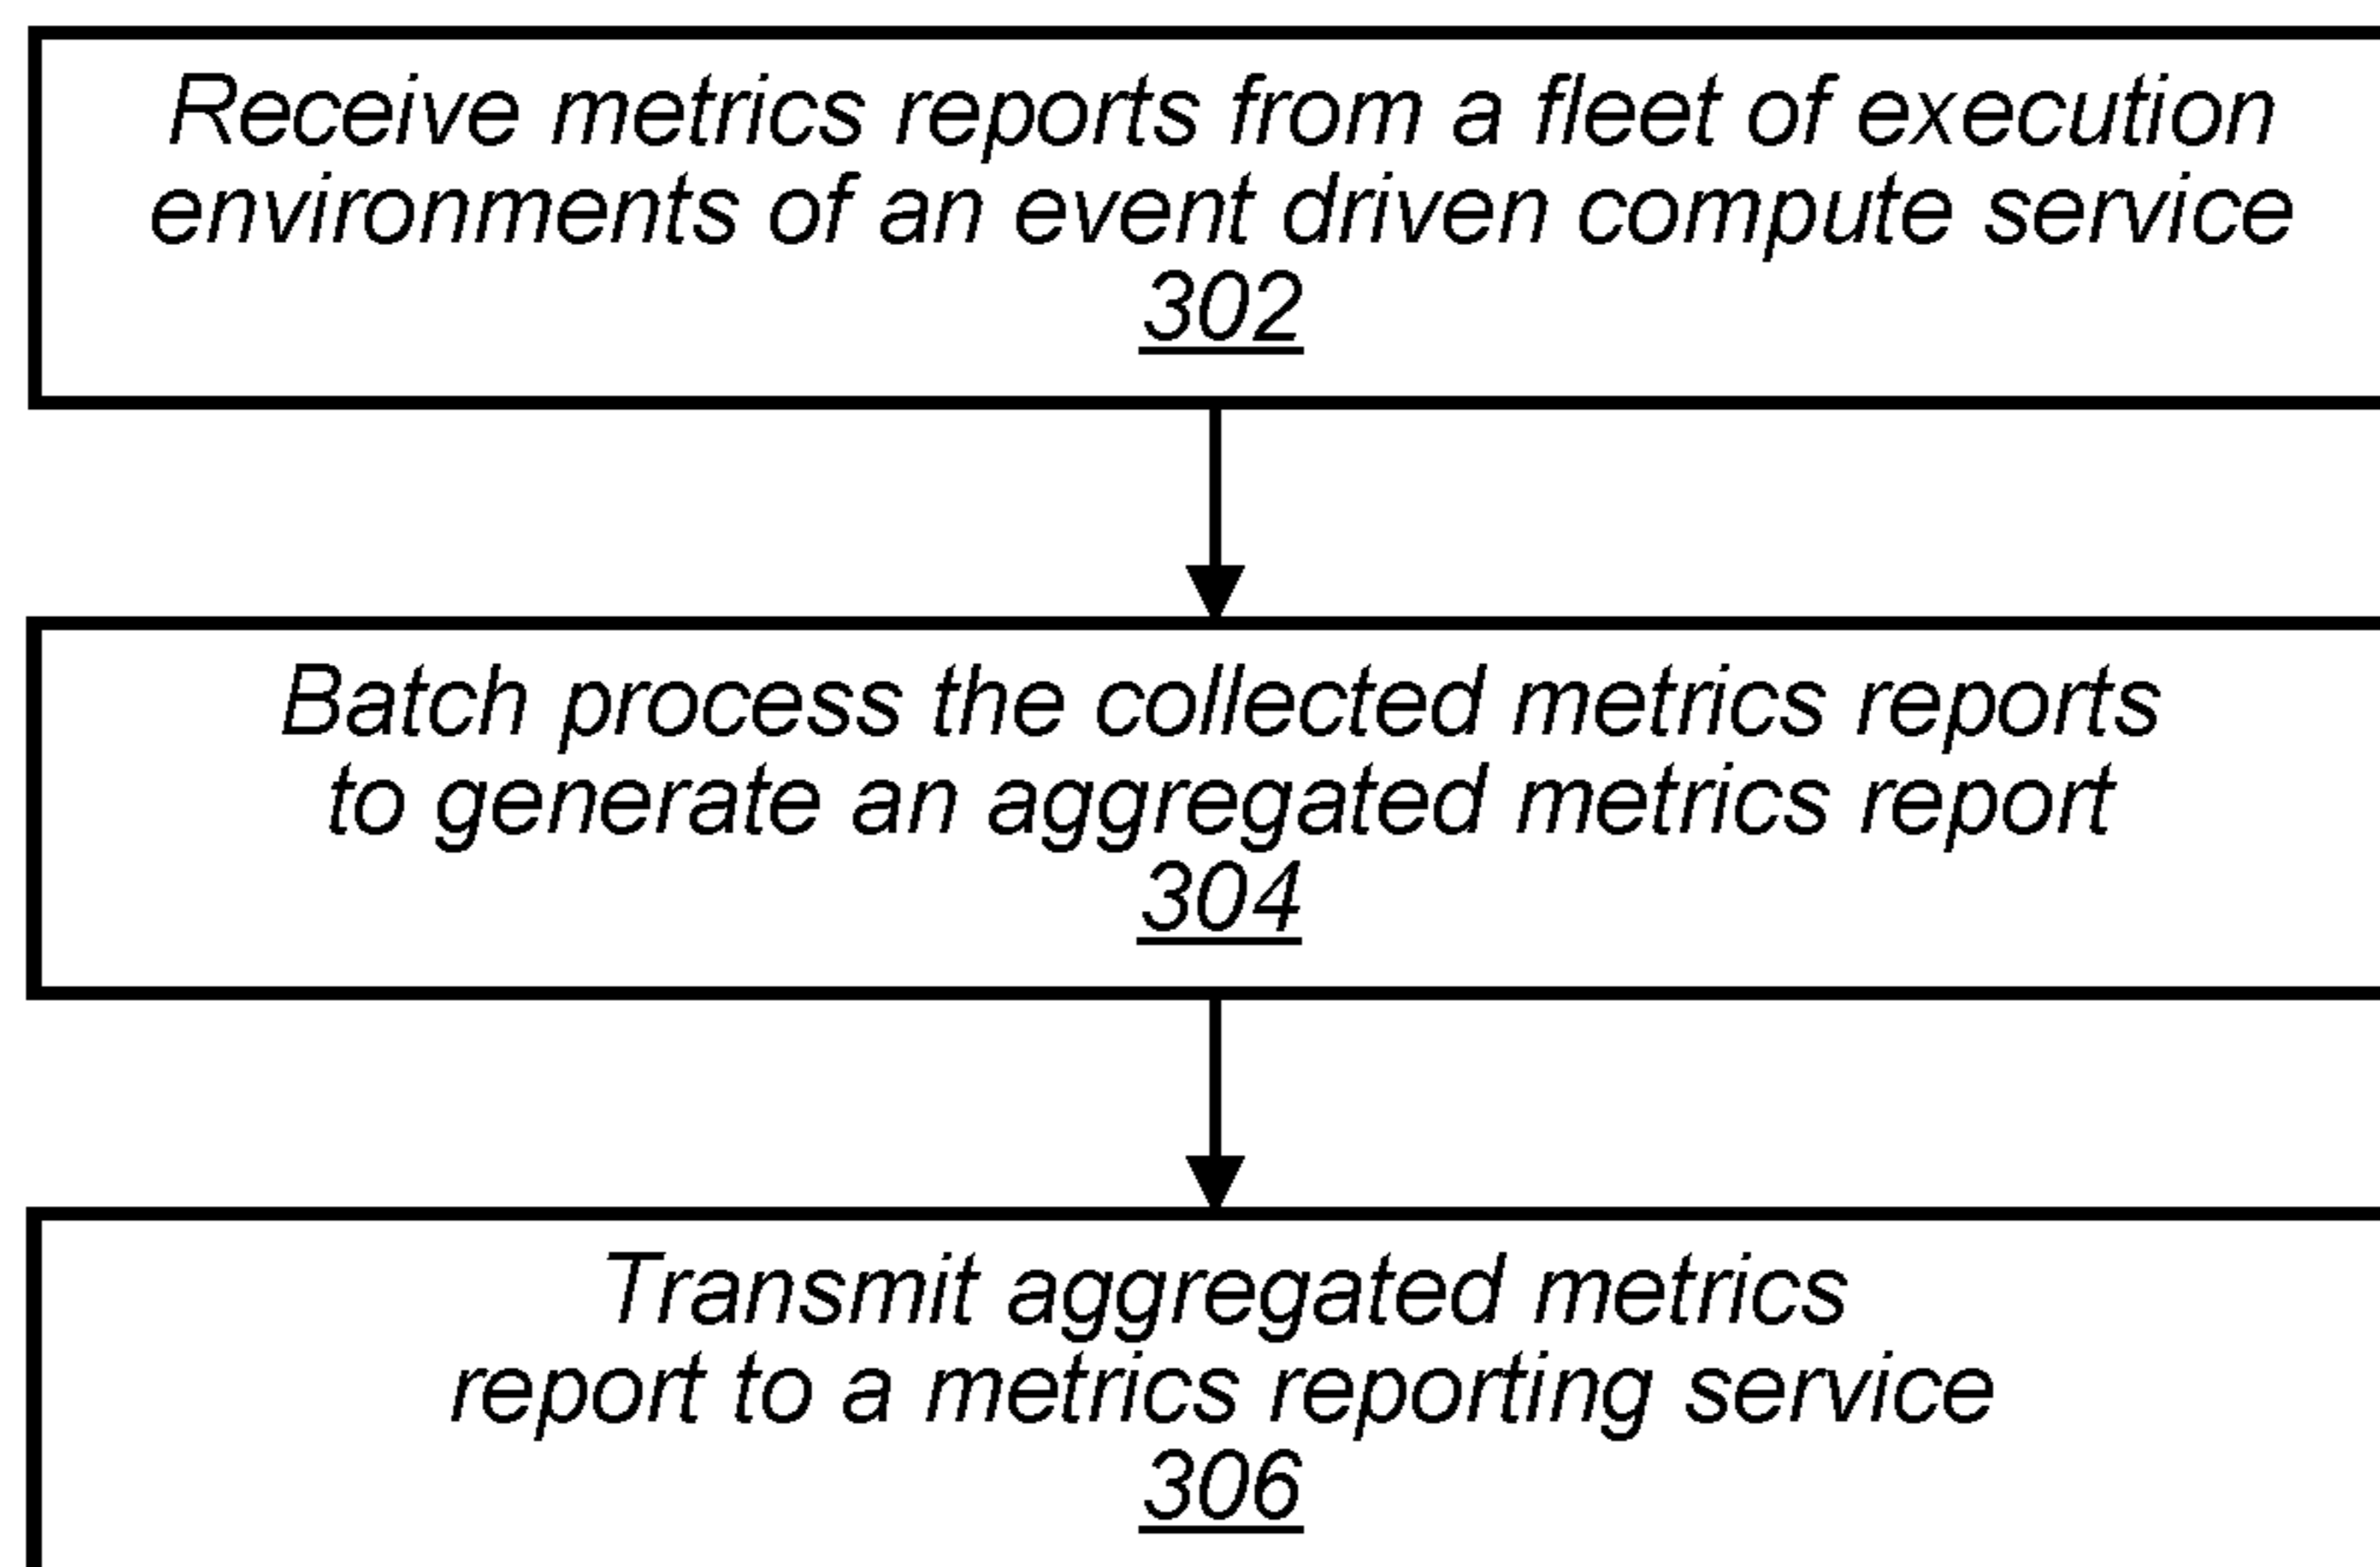 Receive metrics reports from a fleet of execution
environments of an event driven compute service
302
Batch process the collected metrics reports
to generate an aggregated metrics report
304
Transmit aggregated metrics
report to a metrics reporting service
306